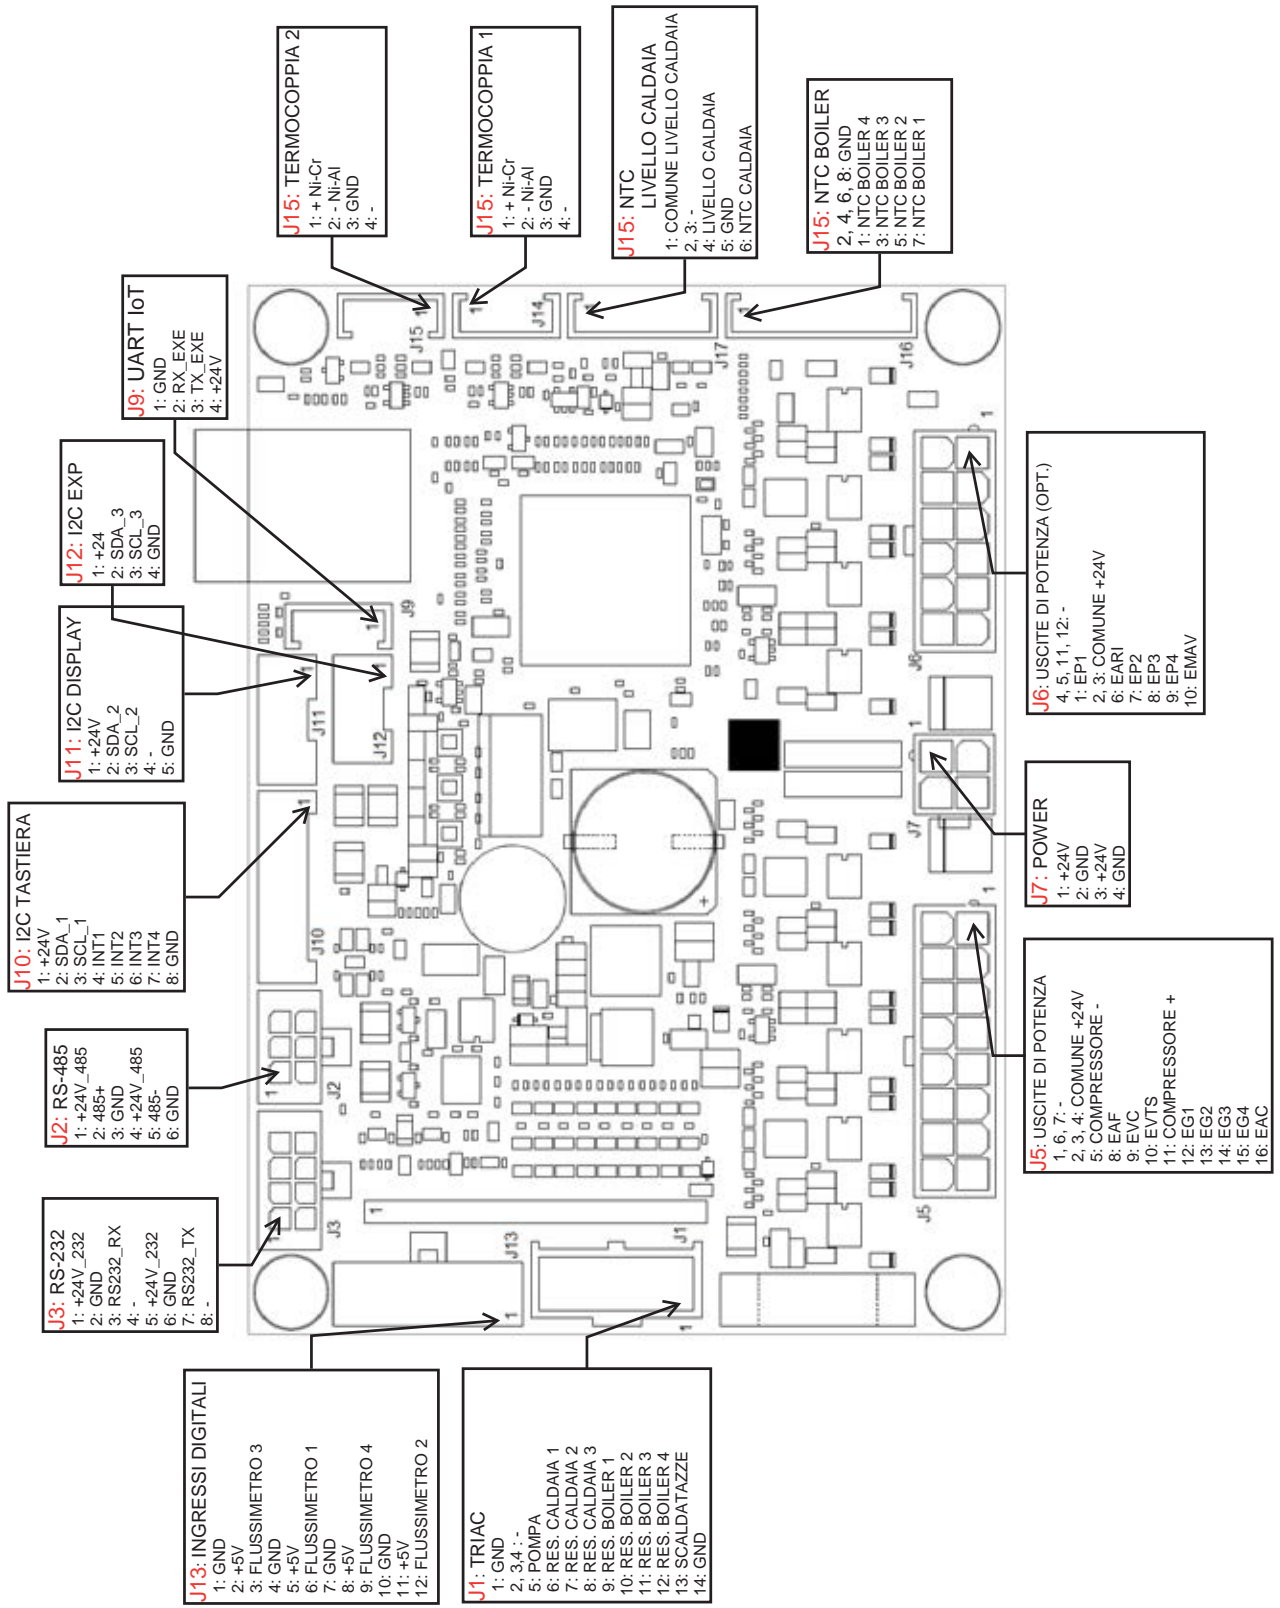 J15: TERMOCOPPIA 2
1: + Ni-Cr
2: - Ni-Al
3: GND
4: -
J15: TERMOCOPPIA 1
1: + Ni-Cr
2: - Ni-Al
3: GND
4: -
J15: NTC
LIVELLO CALDAIA
1: COMUNE LIVELLO CALDAIA
2, 3: -
4: LIVELLO CALDAIA
5: GND
6: NTC CALDAIA
J15: NTC BOILER
2, 4, 6, 8: GND
1: NTC BOILER 4
3: NTC BOILER 3
5: NTC BOILER 2
7: NTC BOILER 1
J9: UART IoT
1: GND
2: RX_EXE
3: TX_EXE
4: +24V
J12: I2C EXP
1: +24
2: SDA_3
3: SCL_3
4: GND
J11: I2C DISPLAY
1: +24V
2: SDA_2
3: SCL_2
4: -
5: GND
J10: I2C TASTIERA
1: +24V
2: SDA_1
3: SCL_1
4: INT1
5: INT2
6: INT3
7: INT4
8: GND
J2: RS-485
1: +24V_485
2: 485+
3: GND
4: +24V_485
5: 485-
6: GND
J3: RS-232
1: +24V_232
2: GND
3: RS232_RX
4: -
5: +24V_232
6: GND
7: RS232_TX
8: -
J13: INGRESSI DIGITALI
1: GND
2: +5V
3: FLUSSIMETRO 3
4: GND
5: +5V
6: FLUSSIMETRO 1
7: GND
8: +5V
9: FLUSSIMETRO 4
10: GND
11: +5V
12: FLUSSIMETRO 2
J1: TRIAC
1: GND
2, 3,4 : -
5: POMPA
6: RES. CALDAIA 1
7: RES. CALDAIA 2
8: RES. CALDAIA 3
9: RES. BOILER 1
10: RES. BOILER 2
11: RES. BOILER 3
12: RES. BOILER 4
13: SCALDATAZZE
14: GND
J5: USCITE DI POTENZA
1, 6, 7: -
2, 3, 4: COMUNE +24V
5: COMPRESSORE -
8: EAF
9: EVC
10: EVTS
11: COMPRESSORE +
12: EG1
13: EG2
14: EG3
15: EG4
16: EAC
J7: POWER
1: +24V
2: GND
3: +24V
4: GND
J6: USCITE DI POTENZA (OPT.)
4, 5, 11, 12: -
1: EP1
2, 3: COMUNE +24V
6: EARI
7: EP2
8: EP3
9: EP4
10: EMAV
J15
1
J14
1
J17
1
J16
1
J9
1
J11
1
J12
1
J10
1
J2
1
J3
1
J13
1
1
J1
1
J5
1
J7
1
J6
1
+